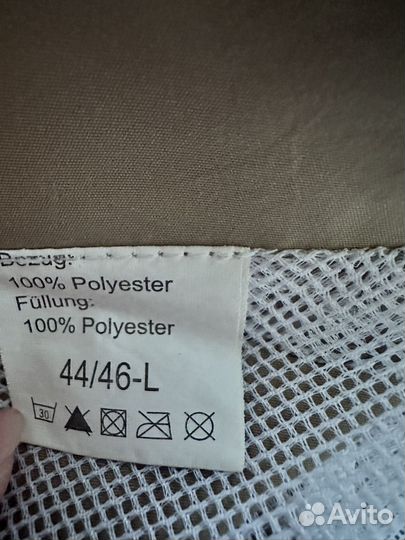 Bezug:
100% Polyester
Füllung:
100% Polyester
44/46-L
30
Avito